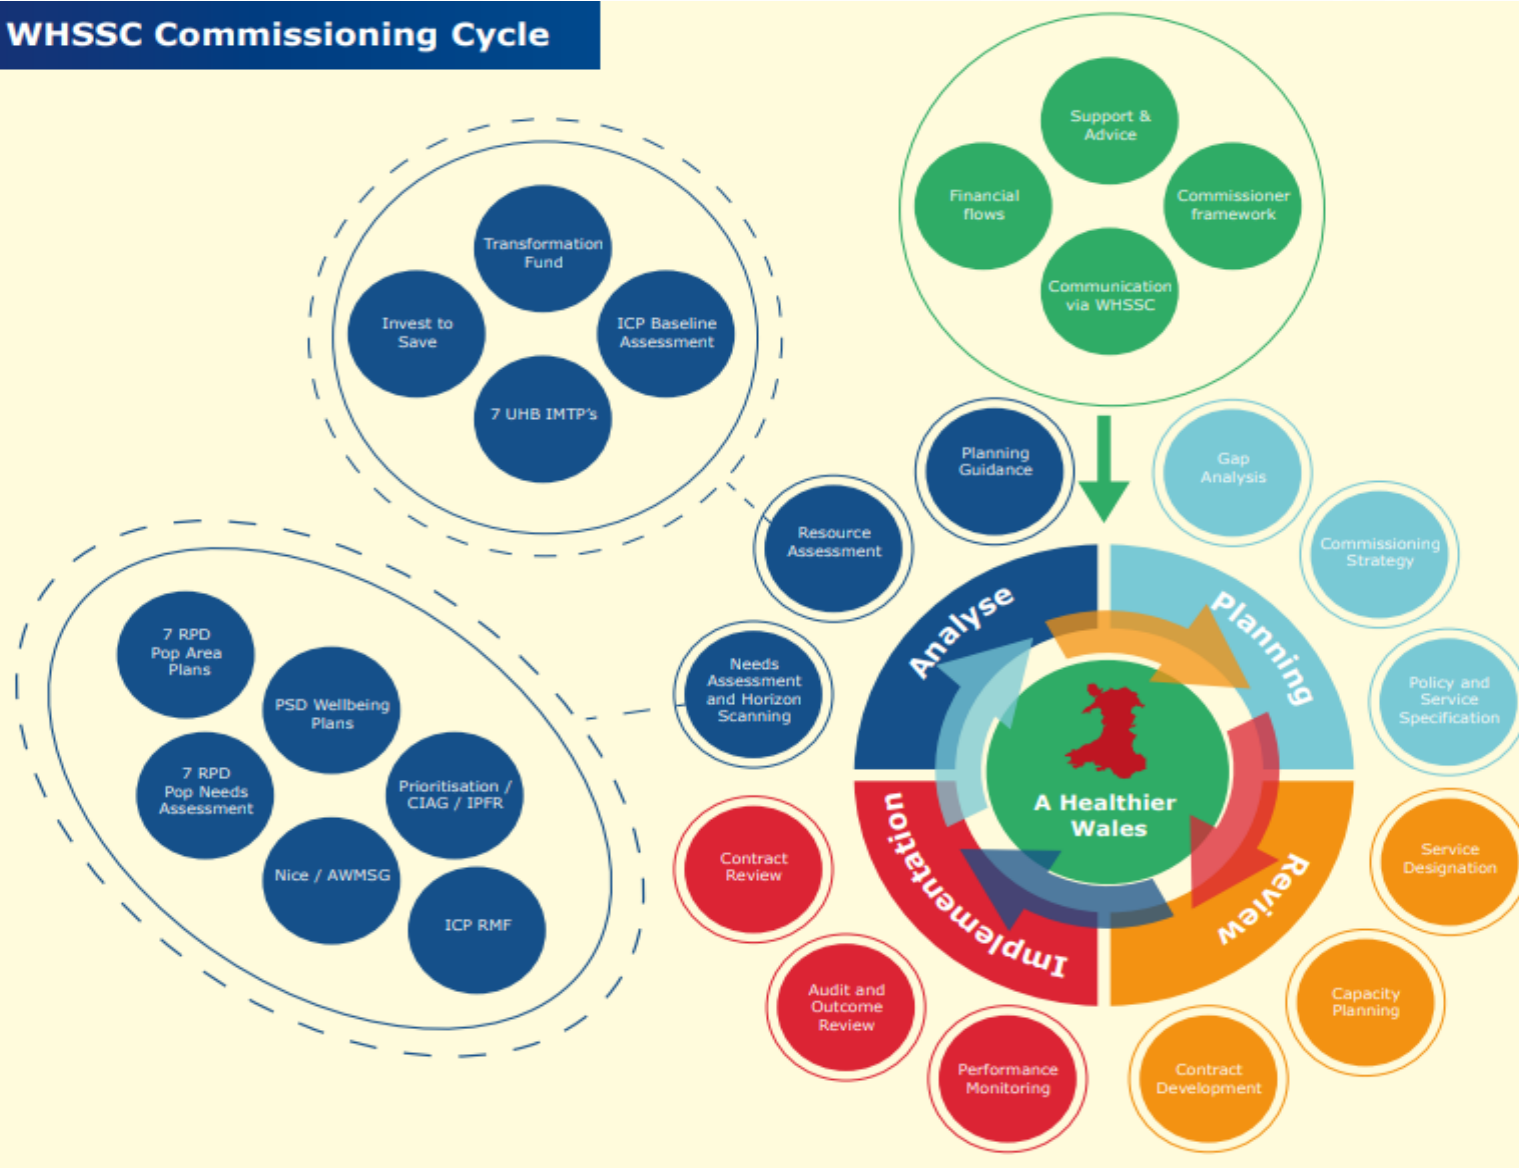 WHSSC Commissioning Cycle
Support &
Advice
Financial
flows
Commissioner
framework
Communication
via WHSSC
Transformation
Fund
Invest to
Save
ICP Baseline
Assessment
7 UHB IMTP's
Planning
Guidance
Gap
Analysis
Resource
Assessment
Commissioning
Strategy
Needs
Assessment
and Horizon
Scanning
Policy and
Service
Specification
7 RPD
Pop Area
Plans
PSD Wellbeing
Plans
7 RPD
Pop Needs
Assessment
Prioritisation /
CIAG / IPFR
Nice / AWMSG
ICP RMF
Analyse
Planning
A Healthier
Wales
Implementation
Review
Contract
Review
Service
Designation
Audit and
Outcome
Review
Capacity
Planning
Performance
Monitoring
Contract
Development